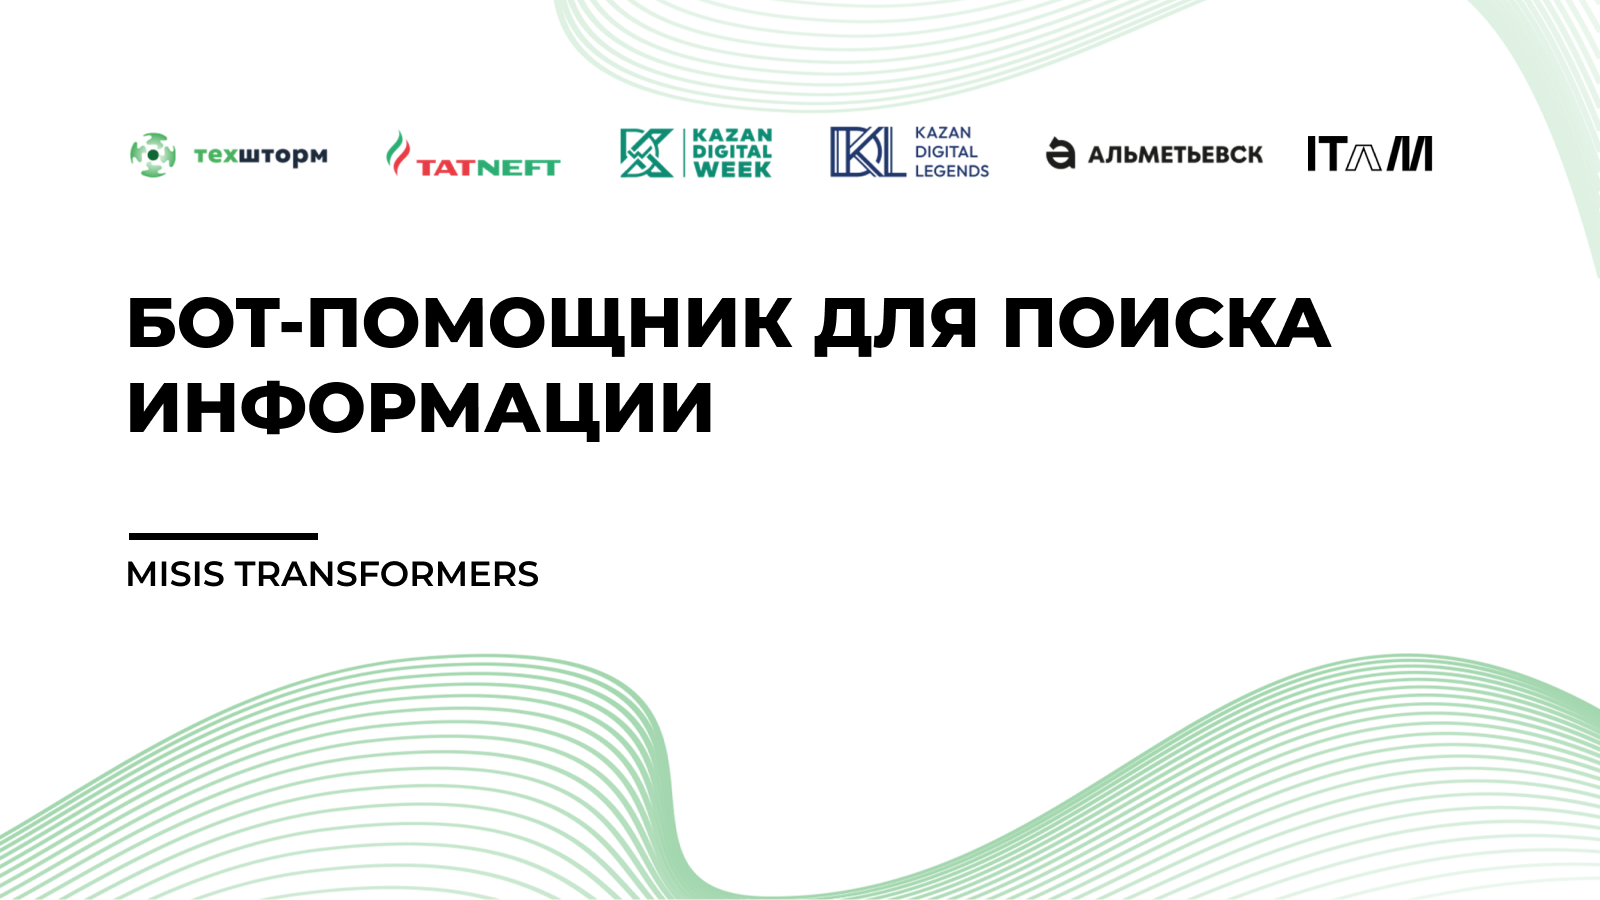 техшторм
TATNEFT
KAZAN
DIGITAL
WEEK
KAZAN
DIGITAL
LEGENDS
АЛЬМЕТЬЕВСК
ITAM
БОТ-ПОМОЩНИК ДЛЯ ПОИСКА
ИНФОРМАЦИИ
MISIS TRANSFORMERS